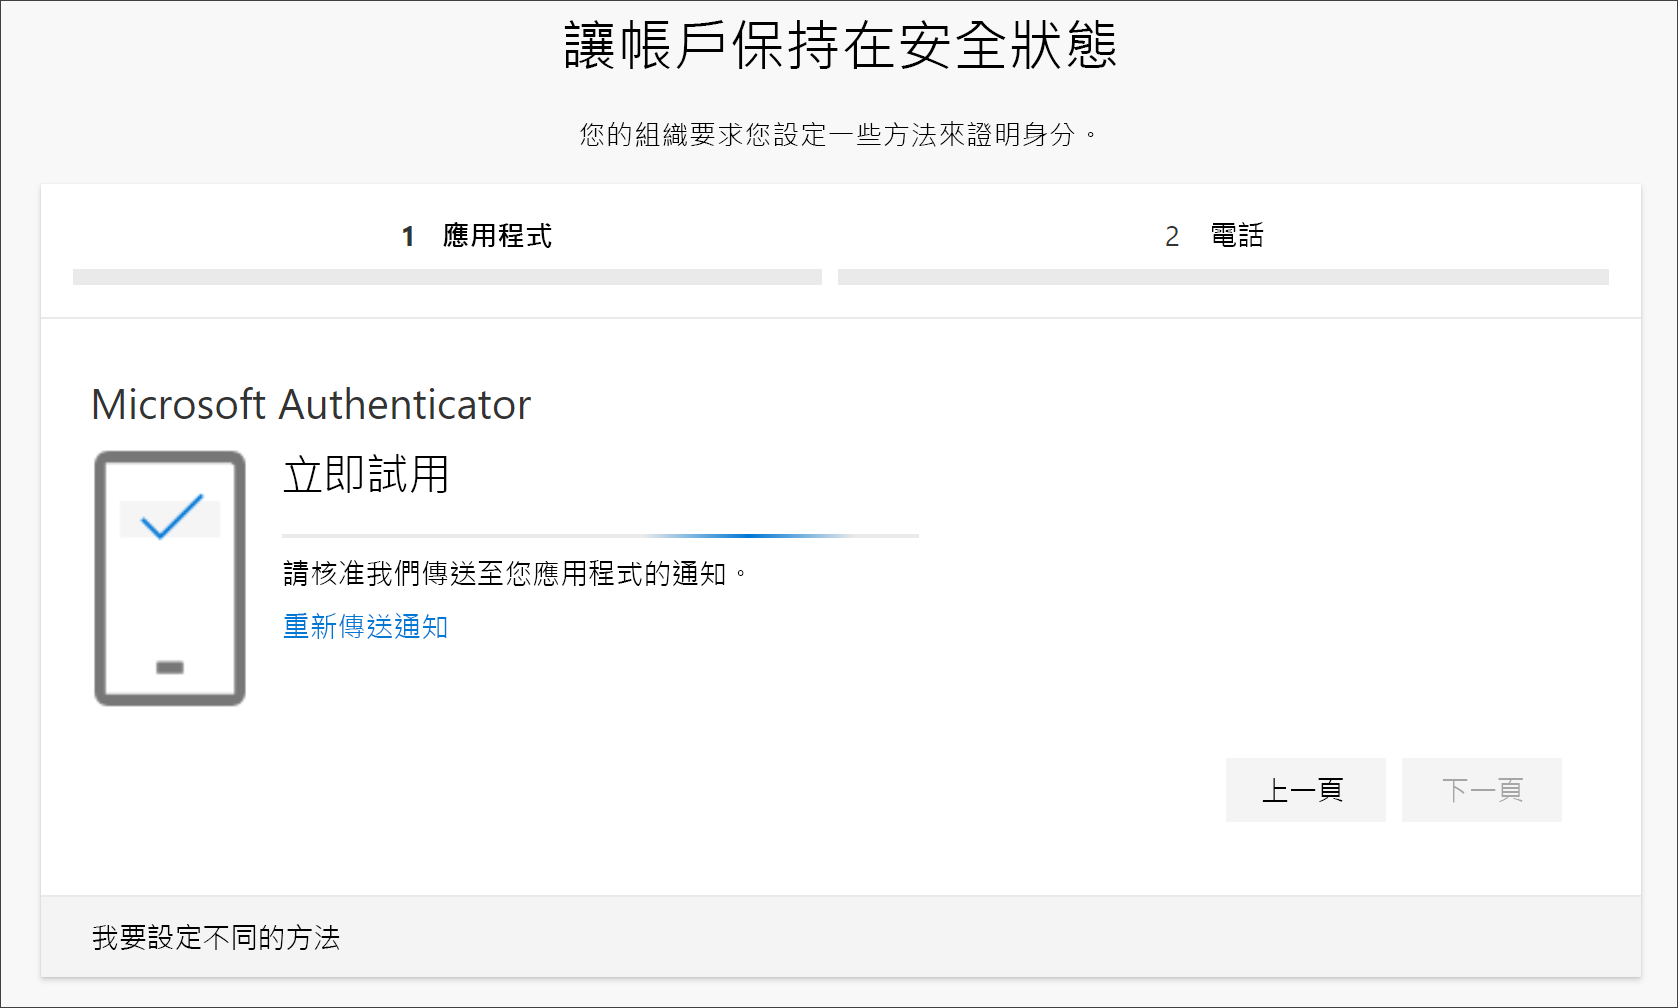 讓帳戶保持在安全狀態
您的組織要求您設定一些方法來證明身分。
1 應用程式
2 電話
Microsoft Authenticator
立即試用
請核准我們傳送至您應用程式的通知。
重新傳送通知
上一頁
下一頁
我要設定不同的方法